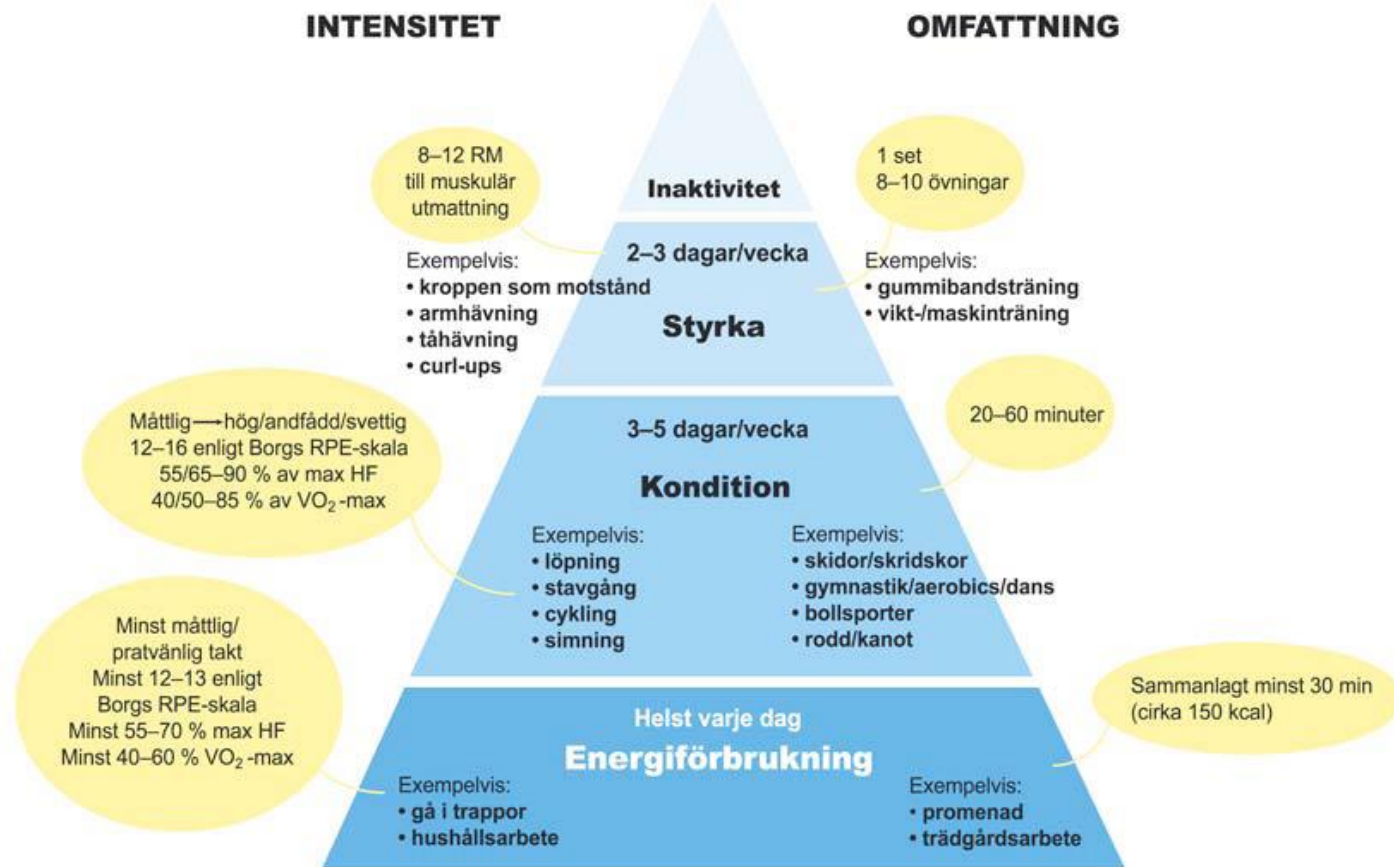 INTENSITET
OMFATTNING
8–12 RM
till muskulär
utmattning
1 set
8–10 övningar
Inaktivitet
2–3 dagar/vecka
Styrka
Exempelvis:
• kroppen som motstånd
• armhävning
• tåhävning
• curl-ups
Exempelvis:
• gummibandsträning
• vikt-/maskinträning
Måttlig→hög/andfådd/svettig
12–16 enligt Borgs RPE-skala
55/65–90 % av max HF
40/50–85 % av VO₂-max
20–60 minuter
3–5 dagar/vecka
Kondition
Exempelvis:
• löpning
• stavgång
• cykling
• simning
Exempelvis:
• skidor/skridskor
• gymnastik/aerobics/dans
• bollsporter
• rodd/kanot
Minst måttlig/
pratvänlig takt
Minst 12–13 enligt
Borgs RPE-skala
Minst 55–70 % max HF
Minst 40–60 % VO₂-max
Sammanlagt minst 30 min
(cirka 150 kcal)
Helst varje dag
Energiförbrukning
Exempelvis:
• gå i trappor
• hushållsarbete
Exempelvis:
• promenad
• trädgårdsarbete